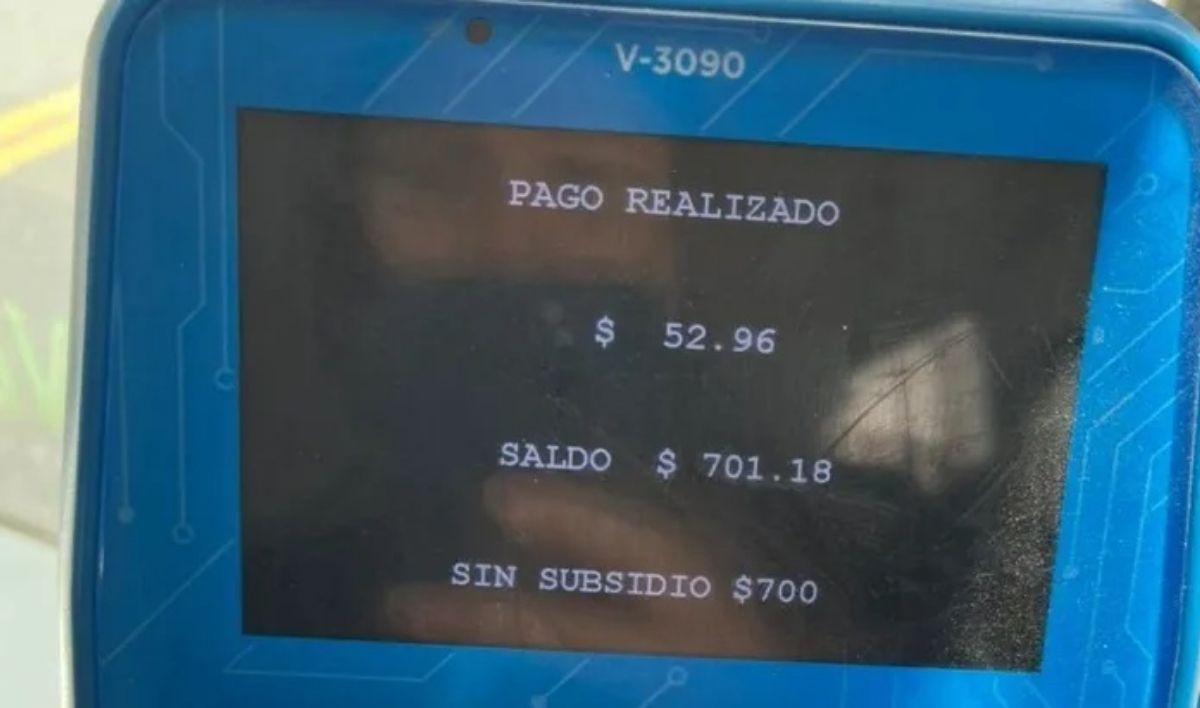 V-3090
PAGO REALIZADO
$ 52.96
SALDO $ 701.18
SIN SUBSIDIO $700